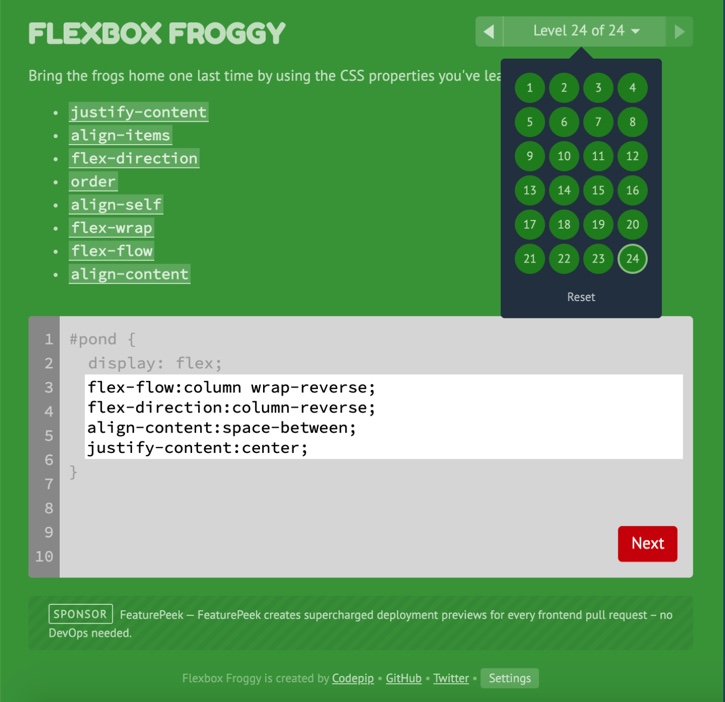 FLEXBOX FROGGY
Level 24 of 24
Bring the frogs home one last time by using the CSS properties you've
justify-content
align-items
flex-direction
order
align-self
flex-wrap
flex-flow
align-content
1 2 3 4
5 6 7 8
9 10 11 12
13 14 15 16
17 18 19 20
21 22 23 24
Reset
1 #pond {
2 display: flex;
3 flex-flow:column wrap-reverse;
4 flex-direction:column-reverse;
5 align-content:space-between;
6 justify-content:center;
7 }
8
9
10
Next
SPONSOR FeaturePeek — FeaturePeek creates supercharged deployment previews for every frontend pull request – no
DevOps needed.
Flexbox Froggy is created by Codepip • GitHub • Twitter • Settings